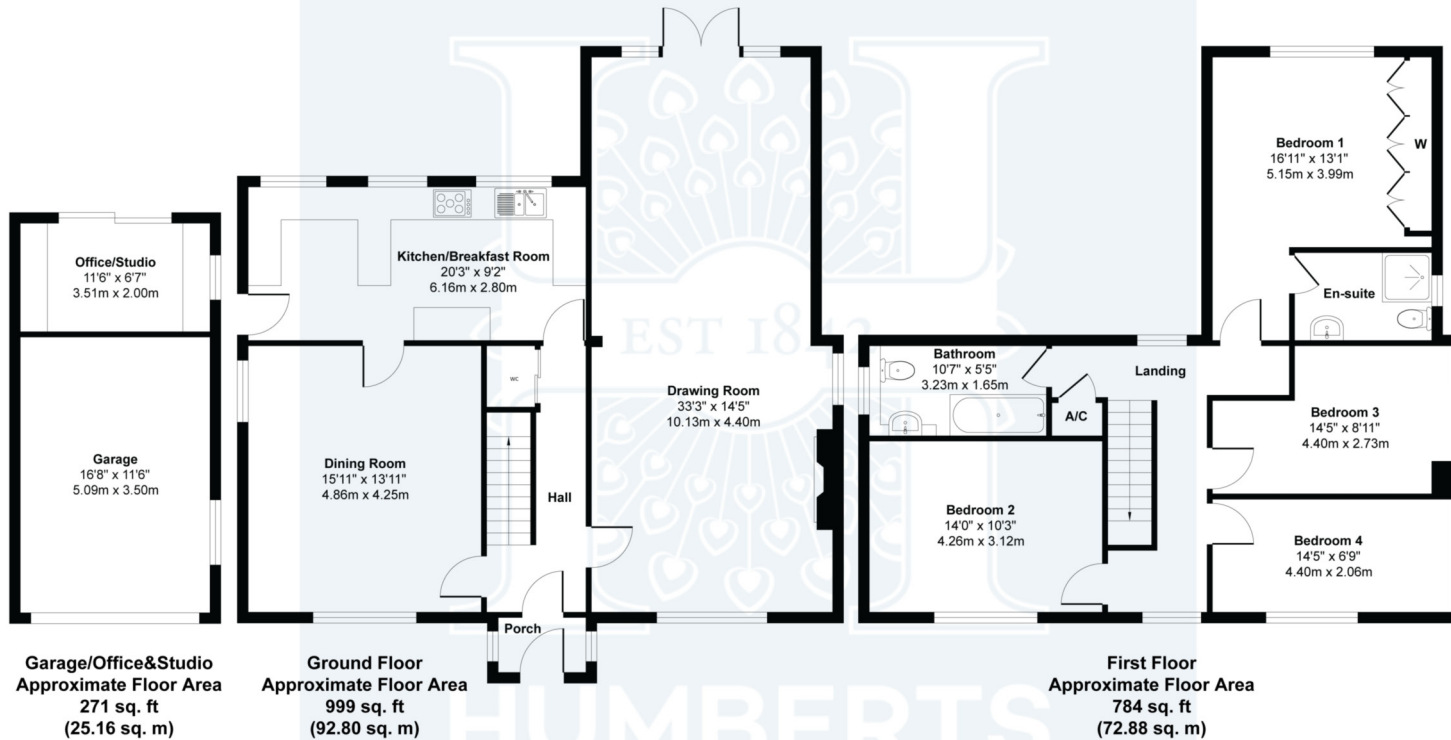 Office/Studio
11'6" x 6'7"
3.51m x 2.00m
Garage
16'8" x 11'6"
5.09m x 3.50m
Garage/Office&Studio
Approximate Floor Area
271 sq. ft
(25.16 sq. m)
Kitchen/Breakfast Room
20'3" x 9'2"
6.16m x 2.80m
Dining Room
15'11" x 13'11"
4.86m x 4.25m
WC
Hall
Porch
Drawing Room
33'3" x 14'5"
10.13m x 4.40m
Ground Floor
Approximate Floor Area
999 sq. ft
(92.80 sq. m)
Bedroom 1
16'11" x 13'1"
5.15m x 3.99m
W
En-suite
Bathroom
10'7" x 5'5"
3.23m x 1.65m
A/C
Landing
Bedroom 3
14'5" x 8'11"
4.40m x 2.73m
Bedroom 2
14'0" x 10'3"
4.26m x 3.12m
Bedroom 4
14'5" x 6'9"
4.40m x 2.06m
First Floor
Approximate Floor Area
784 sq. ft
(72.88 sq. m)
H
EST 1842
HUMBERTS